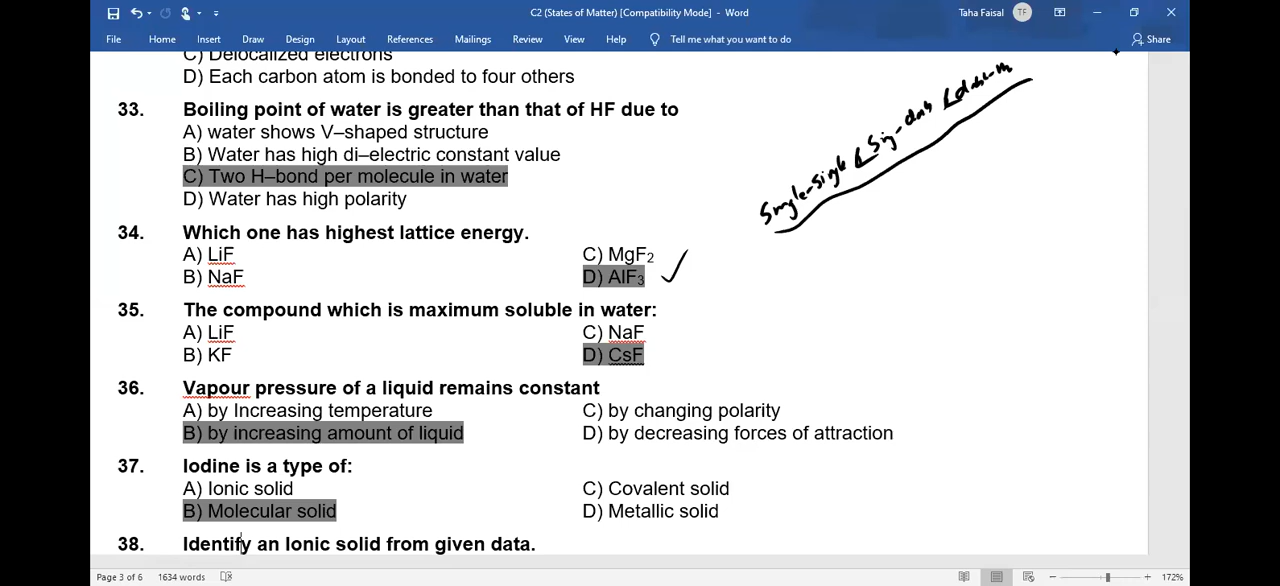 C2 (States of Matter) [Compatibility Mode] - Word
Taha Faisal TF
File Home Insert Draw Design Layout References Mailings Review View Help Tell me what you want to do Share
C) Delocalized electrons
D) Each carbon atom is bonded to four others
33. Boiling point of water is greater than that of HF due to
A) water shows V–shaped structure
B) Water has high di–electric constant value
C) Two H–bond per molecule in water
D) Water has high polarity
Single-Single
34. Which one has highest lattice energy.
A) LiF C) MgF₂
B) NaF D) AlF₃
35. The compound which is maximum soluble in water:
A) LiF C) NaF
B) KF D) CsF
36. Vapour pressure of a liquid remains constant
A) by Increasing temperature C) by changing polarity
B) by increasing amount of liquid D) by decreasing forces of attraction
37. Iodine is a type of:
A) Ionic solid C) Covalent solid
B) Molecular solid D) Metallic solid
38. Identify an Ionic solid from given data.
Page 3 of 6 1634 words 172%